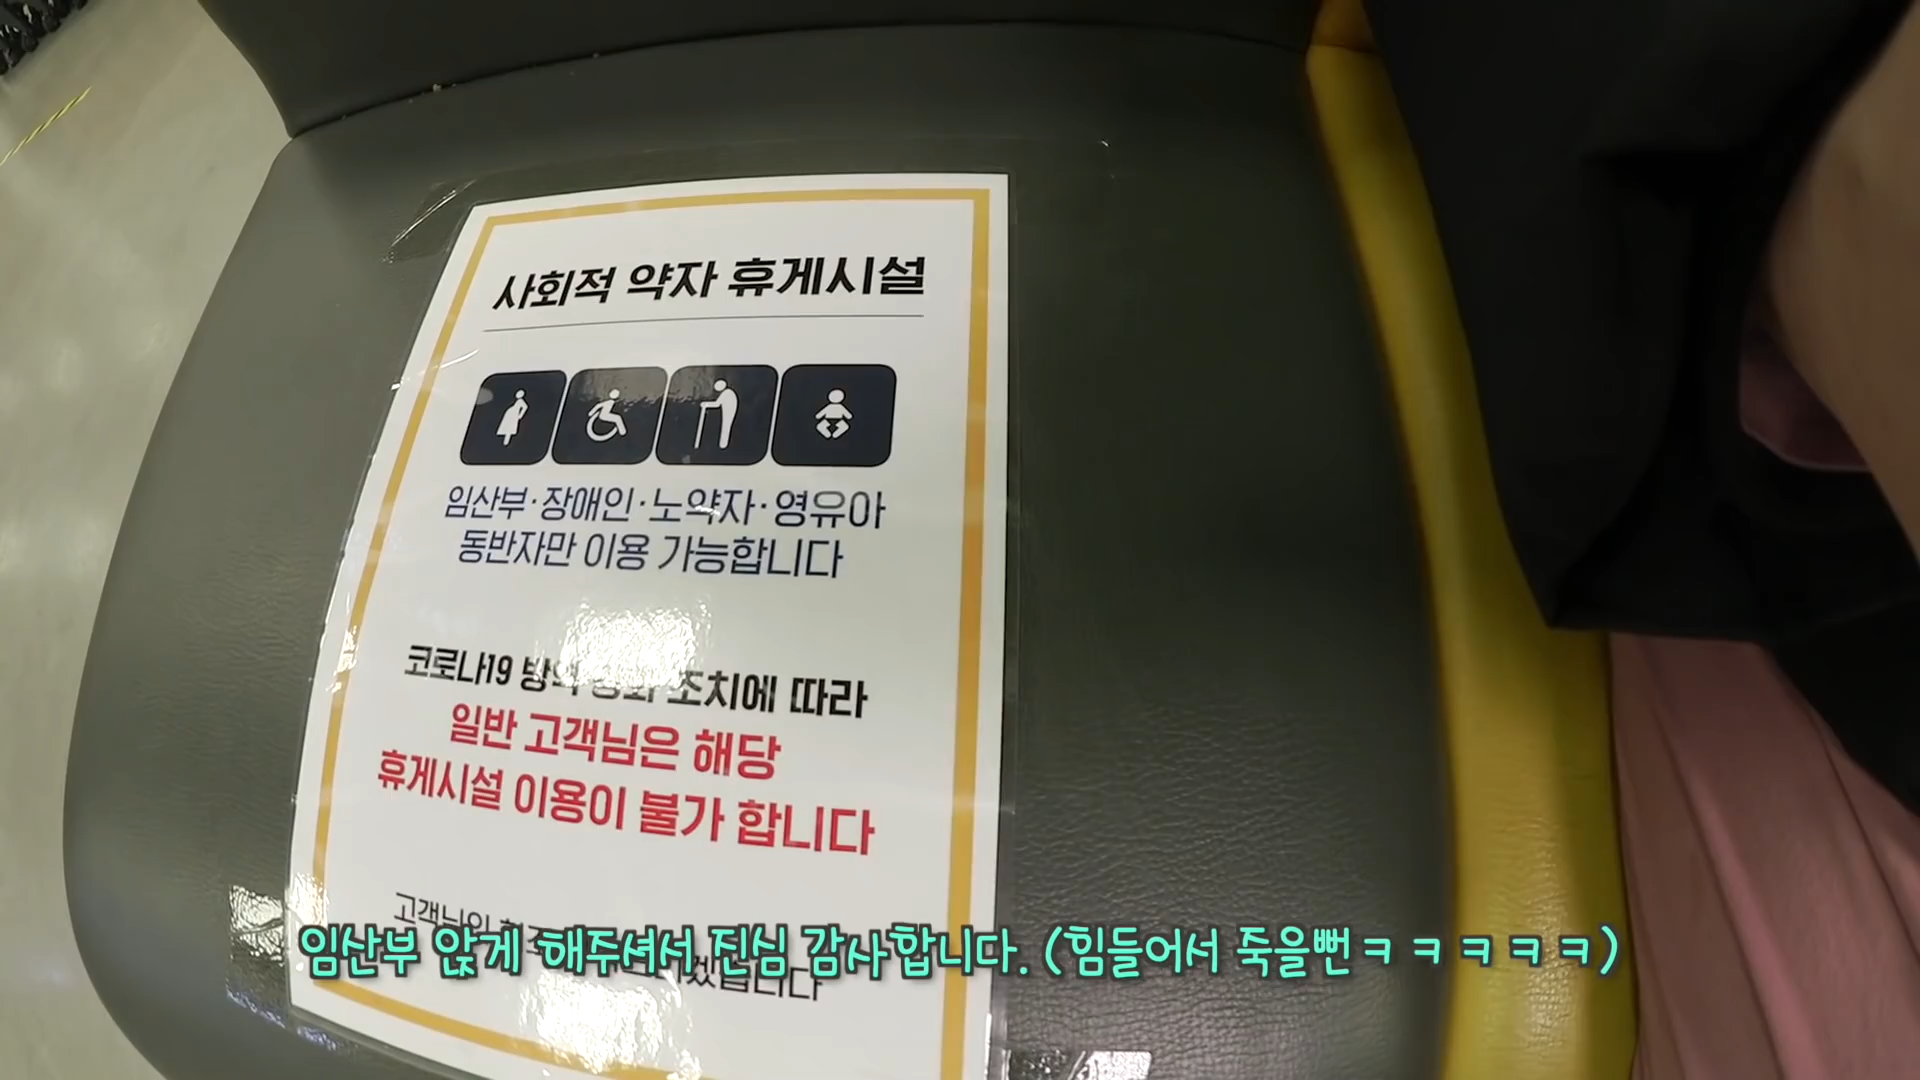 사회적 약자 휴게시설
임산부·장애인·노약자·영유아
동반자만 이용 가능합니다
코로나19 조치에 따라
일반 고객님은 해당
휴게시설 이용이 불가 합니다
임산부 앉게 해주셔서 진심 감사합니다. (힘들어서 죽을뻔ㅋㅋㅋㅋㅋ)